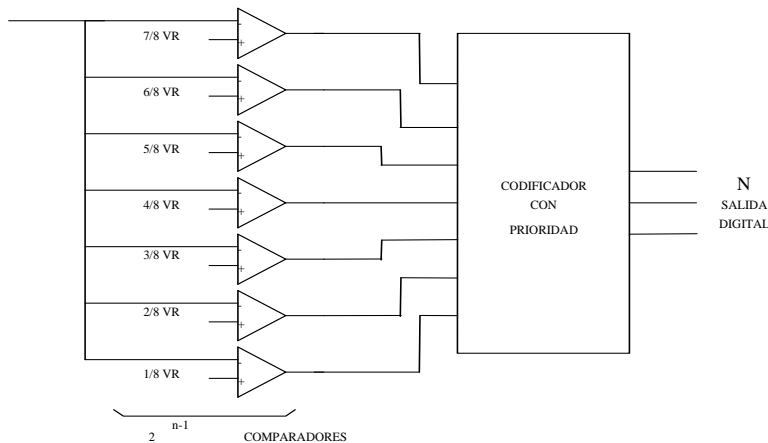 -
7/8 VR
+
-
6/8 VR
+
-
5/8 VR
+
-
4/8 VR
+
-
3/8 VR
+
-
2/8 VR
+
-
1/8 VR
+
CODIFICADOR
CON
PRIORIDAD
N
SALIDA
DIGITAL
n-1
2 COMPARADORES